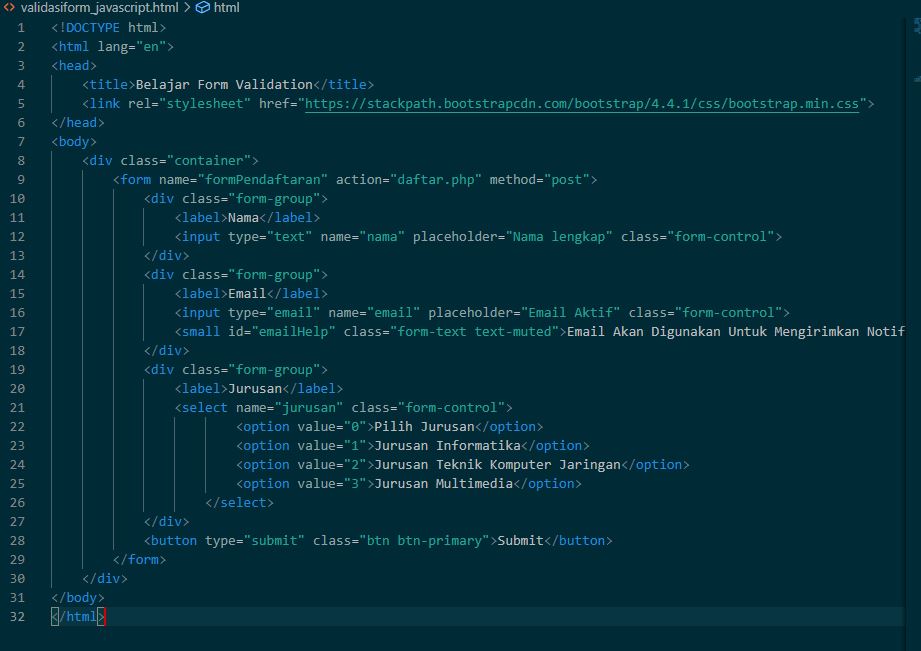 validasiform_javascript.html > html
1 <!DOCTYPE html>
2 <html lang="en">
3 <head>
4     <title>Belajar Form Validation</title>
5     <link rel="stylesheet" href="https://stackpath.bootstrapcdn.com/bootstrap/4.4.1/css/bootstrap.min.css">
6 </head>
7 <body>
8     <div class="container">
9         <form name="formPendaftaran" action="daftar.php" method="post">
10             <div class="form-group">
11                 <label>Nama</label>
12                 <input type="text" name="nama" placeholder="Nama lengkap" class="form-control">
13             </div>
14             <div class="form-group">
15                 <label>Email</label>
16                 <input type="email" name="email" placeholder="Email Aktif" class="form-control">
17                 <small id="emailHelp" class="form-text text-muted">Email Akan Digunakan Untuk Mengirimkan Notif
18             </div>
19             <div class="form-group">
20                 <label>Jurusan</label>
21                 <select name="jurusan" class="form-control">
22                         <option value="0">Pilih Jurusan</option>
23                         <option value="1">Jurusan Informatika</option>
24                         <option value="2">Jurusan Teknik Komputer Jaringan</option>
25                         <option value="3">Jurusan Multimedia</option>
26                     </select>
27             </div>
28             <button type="submit" class="btn btn-primary">Submit</button>
29         </form>
30     </div>
31 </body>
32 </html>